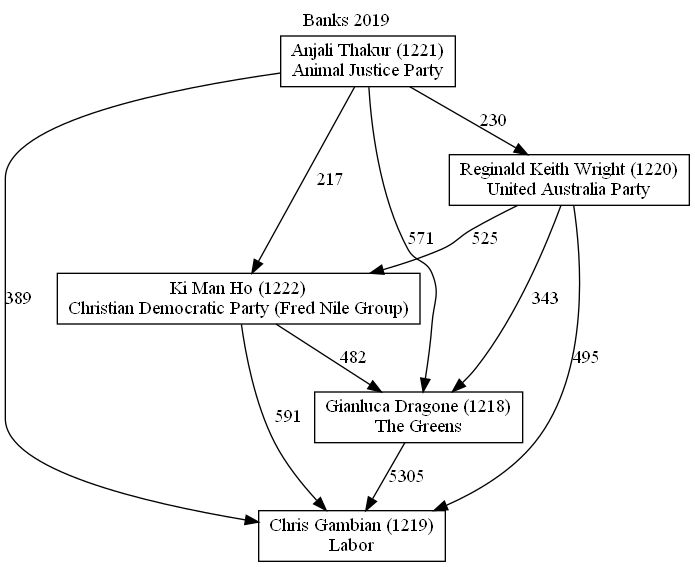 Banks 2019
Anjali Thakur (1221)
Animal Justice Party
230
Reginald Keith Wright (1220)
United Australia Party
217
571
525
Ki Man Ho (1222)
Christian Democratic Party (Fred Nile Group)
389
343
495
482
591
Gianluca Dragone (1218)
The Greens
5305
Chris Gambian (1219)
Labor